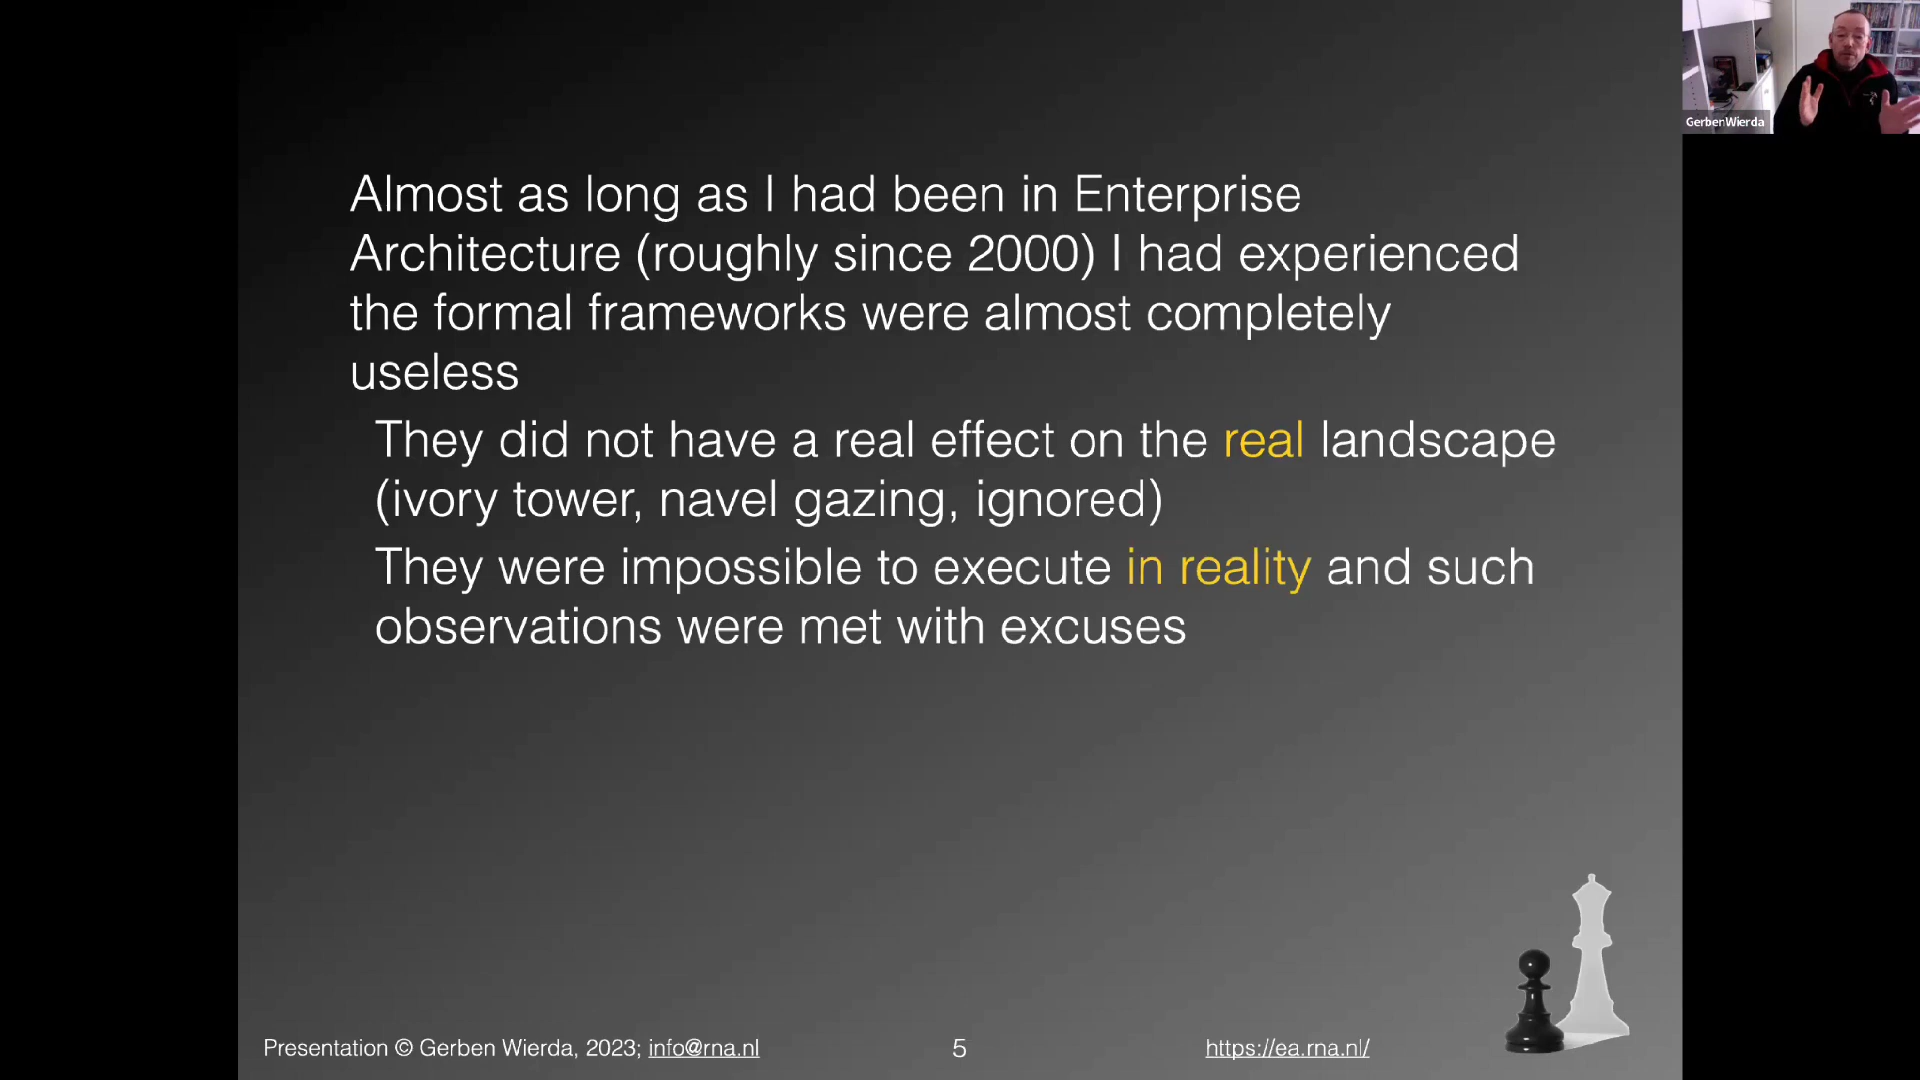 GerbenWierda
Almost as long as I had been in Enterprise
Architecture (roughly since 2000) I had experienced
the formal frameworks were almost completely
useless
They did not have a real effect on the real landscape
(ivory tower, navel gazing, ignored)
They were impossible to execute in reality and such
observations were met with excuses
Presentation © Gerben Wierda, 2023; info@rna.nl
5
https://ea.rna.nl/